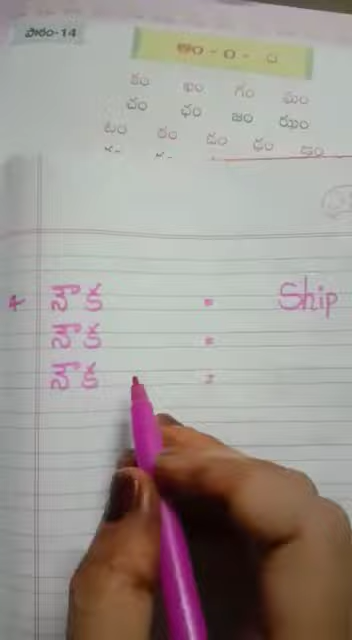 పాఠం-14
అం - ం - ం
కం ఖం గం ఘం
చం ఛం జం ఝం
టం ఠం డం ఢం ణం
4 నౌక = Ship
నౌక =
నౌక =